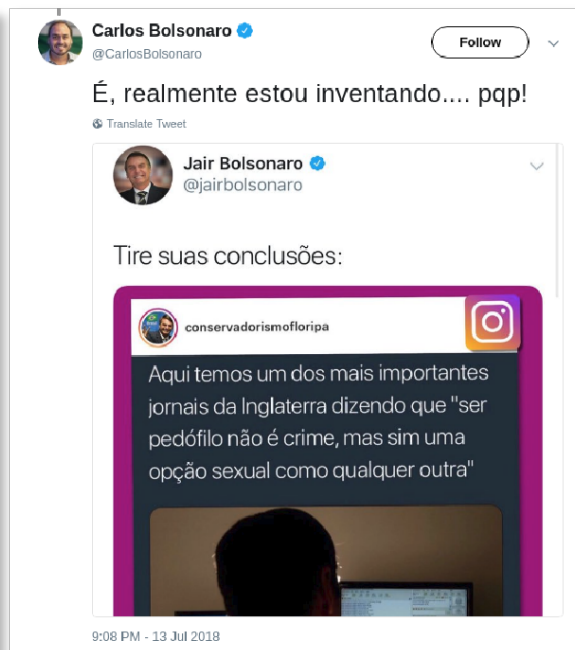 Carlos Bolsonaro
@CarlosBolsonaro
Follow
É, realmente estou inventando.... pqp!
Translate Tweet
Jair Bolsonaro
@jairbolsonaro
Tire suas conclusões:
conservadorismofloripa
Aqui temos um dos mais importantes
jornais da Inglaterra dizendo que "ser
pedófilo não é crime, mas sim uma
opção sexual como qualquer outra"
9:08 PM - 13 Jul 2018